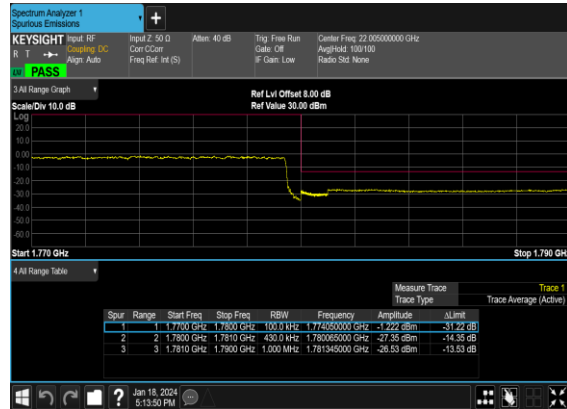 Spectrum Analyzer 1
Spurious Emissions
KEYSIGHT Input: RF Input Z: 50 Ω Atten: 40 dB Trig: Free Run Center Freq: 22.005000000 GHz
R T Coupling: DC Corr CCorr Gate: Off Avg|Hold: 100/100
Align: Auto Freq Ref: Int (S) IF Gain: Low Radio Std: None
PASS
3 All Range Graph
Ref Lvl Offset 8.00 dB
Scale/Div 10.0 dB Ref Value 30.00 dBm
Log
20.0
10.0
0.00
-10.0
-20.0
-30.0
-40.0
-50.0
-60.0
Start 1.770 GHz Stop 1.790 GH
4 All Range Table
Measure Trace Trace 1
Trace Type Trace Average (Active)
Spur Range Start Freq Stop Freq RBW Frequency Amplitude ΔLimit
1 1 1.7700 GHz 1.7800 GHz 100.0 kHz 1.774050000 GHz -1.222 dBm -31.22 dB
2 2 1.7800 GHz 1.7810 GHz 430.0 kHz 1.780065000 GHz -27.35 dBm -14.35 dB
3 3 1.7810 GHz 1.7900 GHz 1.000 MHz 1.781345000 GHz -26.53 dBm -13.53 dB
? Jan 18, 2024
5:13:50 PM